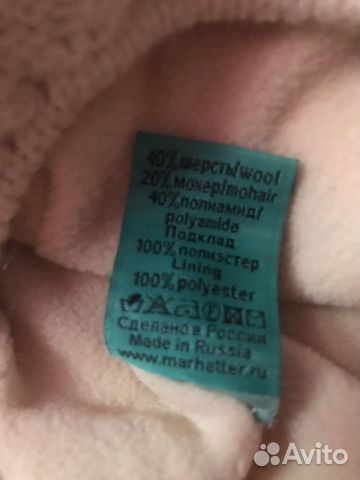 40% шерсть/wool
20% мохер/mohair
40% полиамид/
polyamide
Подклад
100% полиэстер
Lining
100% polyester
Сделано в России
Made in Russia
www.marhatter.ru
Avito